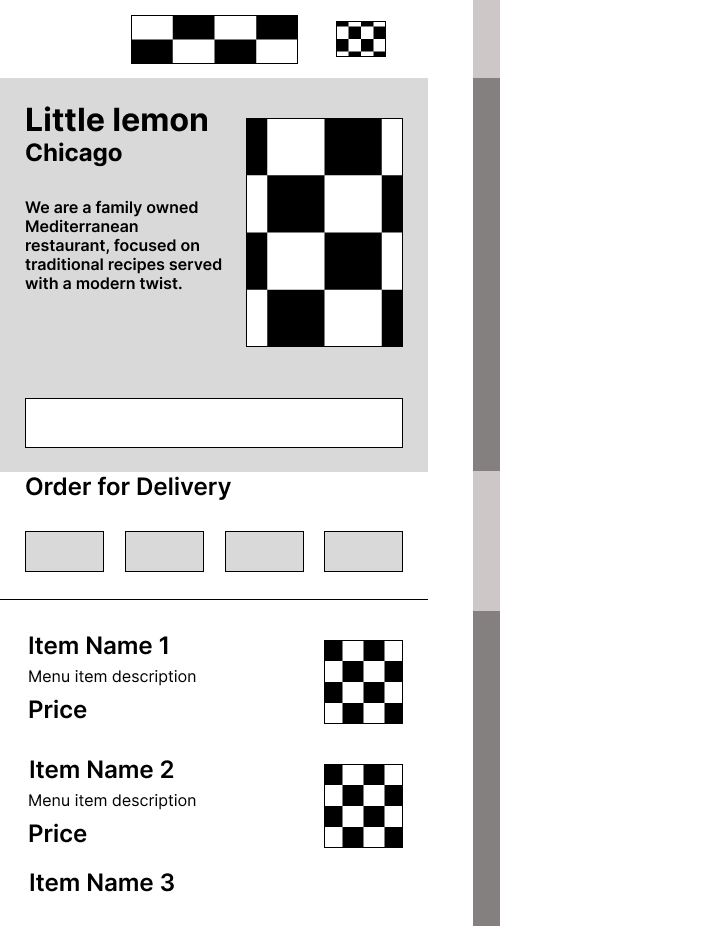 Little lemon
Chicago
We are a family owned
Mediterranean
restaurant, focused on
traditional recipes served
with a modern twist.
Order for Delivery
Item Name 1
Menu item description
Price
Item Name 2
Menu item description
Price
Item Name 3